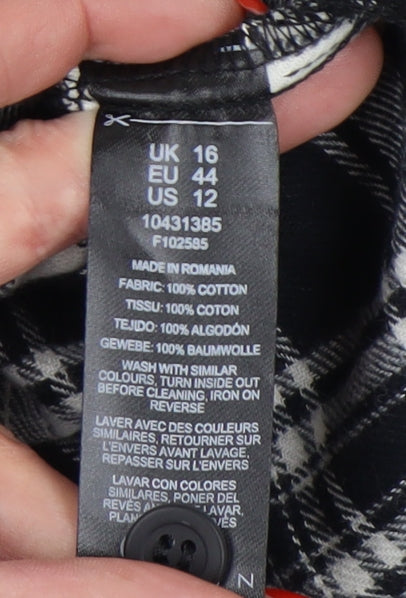 UK 16
EU 44
US 12
10431385
F102585
MADE IN ROMANIA
FABRIC: 100% COTTON
TISSU: 100% COTON
TEJIDO: 100% ALGODÓN
GEWEBE: 100% BAUMWOLLE
WASH WITH SIMILAR
COLOURS, TURN INSIDE OUT
BEFORE CLEANING, IRON ON
REVERSE
LAVER AVEC DES COULEURS
SIMILAIRES, RETOURNER SUR
L'ENVERS AVANT LAVAGE,
REPASSER SUR L'ENVERS
LAVAR CON COLORES
SIMILARES, PONER DEL
REVÉS LAVAR,
Z